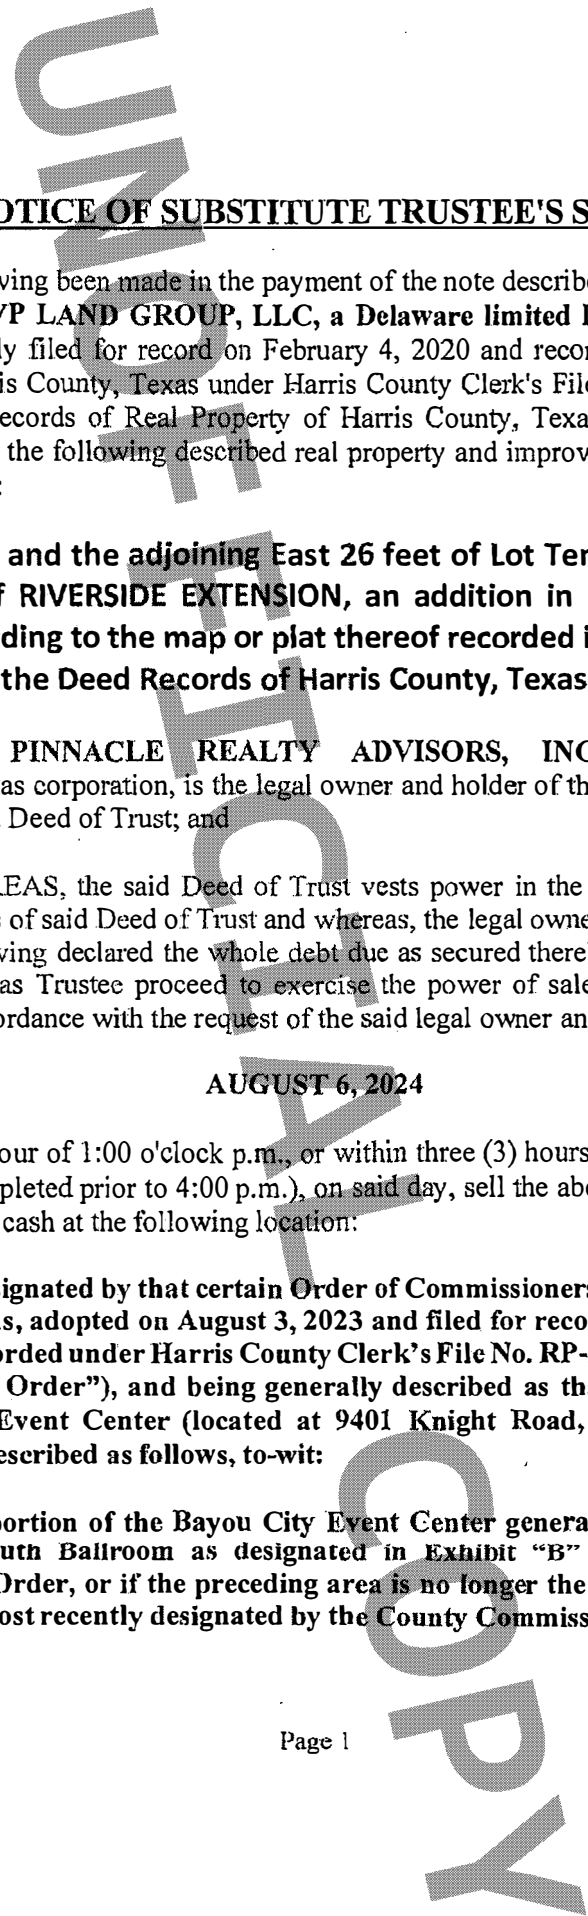 OTICE OF SUBSTITUTE TRUSTEE'S S
ving been made in the payment of the note describe
VP LAND GROUP, LLC, a Delaware limited l
ly filed for record on February 4, 2020 and recor
is County, Texas under Harris County Clerk's File
ecords of Real Property of Harris County, Texa
the following described real property and improv
:
and the adjoining East 26 feet of Lot Ten
f RIVERSIDE EXTENSION, an addition in
ding to the map or plat thereof recorded i
the Deed Records of Harris County, Texas
PINNACLE REALTY ADVISORS, INC
as corporation, is the legal owner and holder of th
Deed of Trust; and
EAS, the said Deed of Trust vests power in the
of said Deed of Trust and whereas, the legal owne
ving declared the whole debt due as secured there
as Trustee proceed to exercise the power of sale
ordance with the request of the said legal owner an
AUGUST 6, 2024
our of 1:00 o'clock p.m., or within three (3) hours
pleted prior to 4:00 p.m.), on said day, sell the abo
cash at the following location:
ignated by that certain Order of Commissioners
s, adopted on August 3, 2023 and filed for reco
orded under Harris County Clerk's File No. RP-
Order"), and being generally described as th
Event Center (located at 9401 Knight Road,
escribed as follows, to-wit:
portion of the Bayou City Event Center genera
uth Ballroom as designated in Exhibit "B"
Order, or if the preceding area is no longer the
ost recently designated by the County Commiss
Page 1
UNOFFICIAL COPY